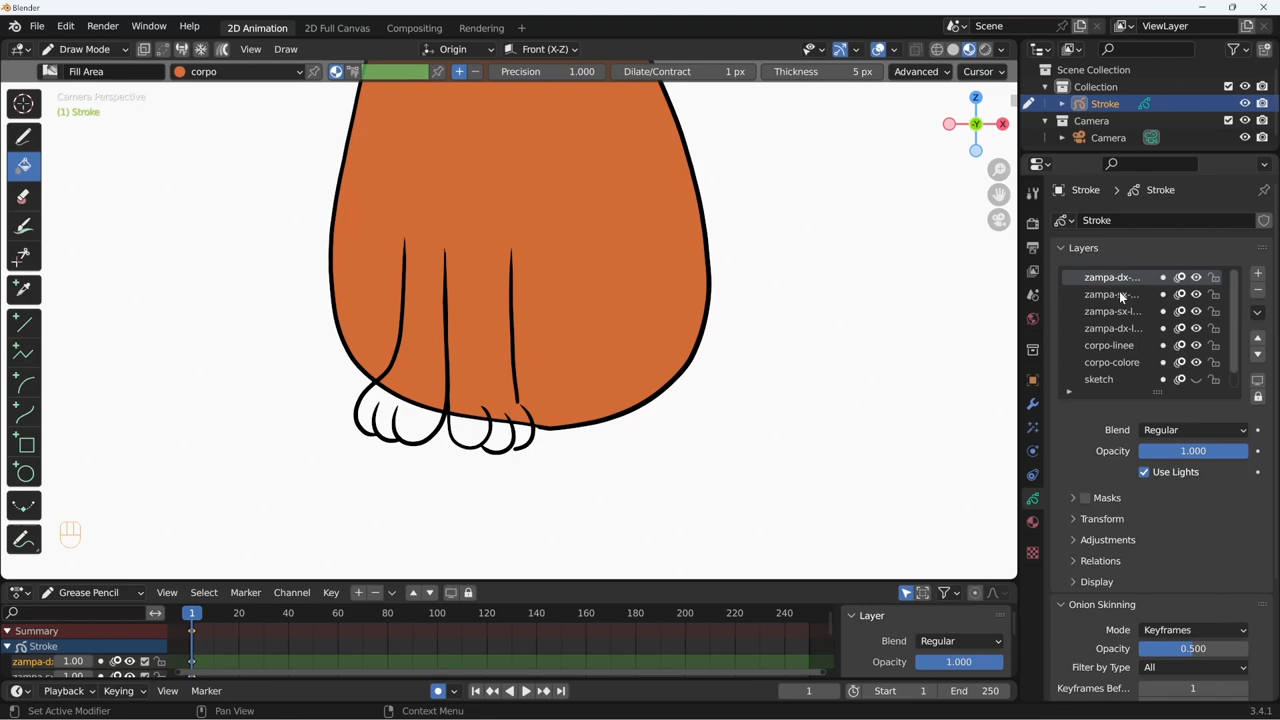 Blender
File Edit Render Window Help 2D Animation 2D Full Canvas Compositing Rendering + Scene ViewLayer
Draw Mode View Draw Origin Front (X-Z)
Fill Area corpo Precision 1.000 Dilate/Contract 1 px Thickness 5 px Advanced Cursor
Scene Collection
Collection
Stroke
Camera
Camera
Camera Perspective
(1) Stroke
Z
-Y
X
Stroke > Stroke
Stroke
Layers
zampa-dx-...
zampa-sx-...
zampa-sx-l...
zampa-dx-l...
corpo-linee
corpo-colore
sketch
Blend Regular
Opacity 1.000
Use Lights
Masks
Transform
Adjustments
Relations
Display
Onion Skinning
Mode Keyframes
Opacity 0.500
Filter by Type All
Keyframes Bef... 1
Grease Pencil View Select Marker Channel Key
1 20 40 60 80 100 120 140 160 180 200 220 240
Summary
Stroke
zampa-d: 1.00
Layer
Blend Regular
Opacity 1.000
Playback Keying View Marker 1 Start 1 End 250
Set Active Modifier Pan View Context Menu 3.4.1